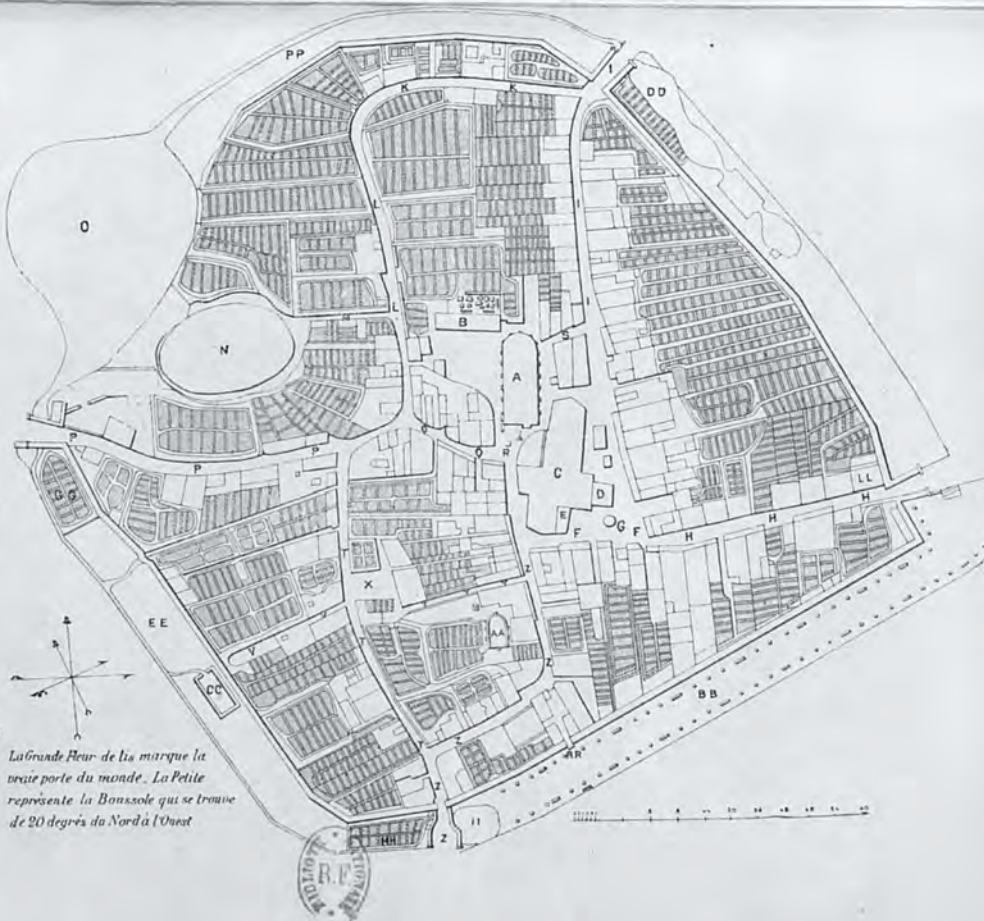 PP
I
DD
K
K
O
L
I
L
I
M
B
S
N
A
P
P
P
Q
Q
R
C
D
LL
GG
E
F
G
F
H
H
H
T
X
Z
Y
EE
V
AA
T
CC
Z
BB
T
Z
AR
Z
II
HH
Z
La Grande Fleur de lis marque la
vraie porte du monde. La Petite
représente la Boussole qui se trouve
de 20 degrés du Nord à l'Ouest
R.F.